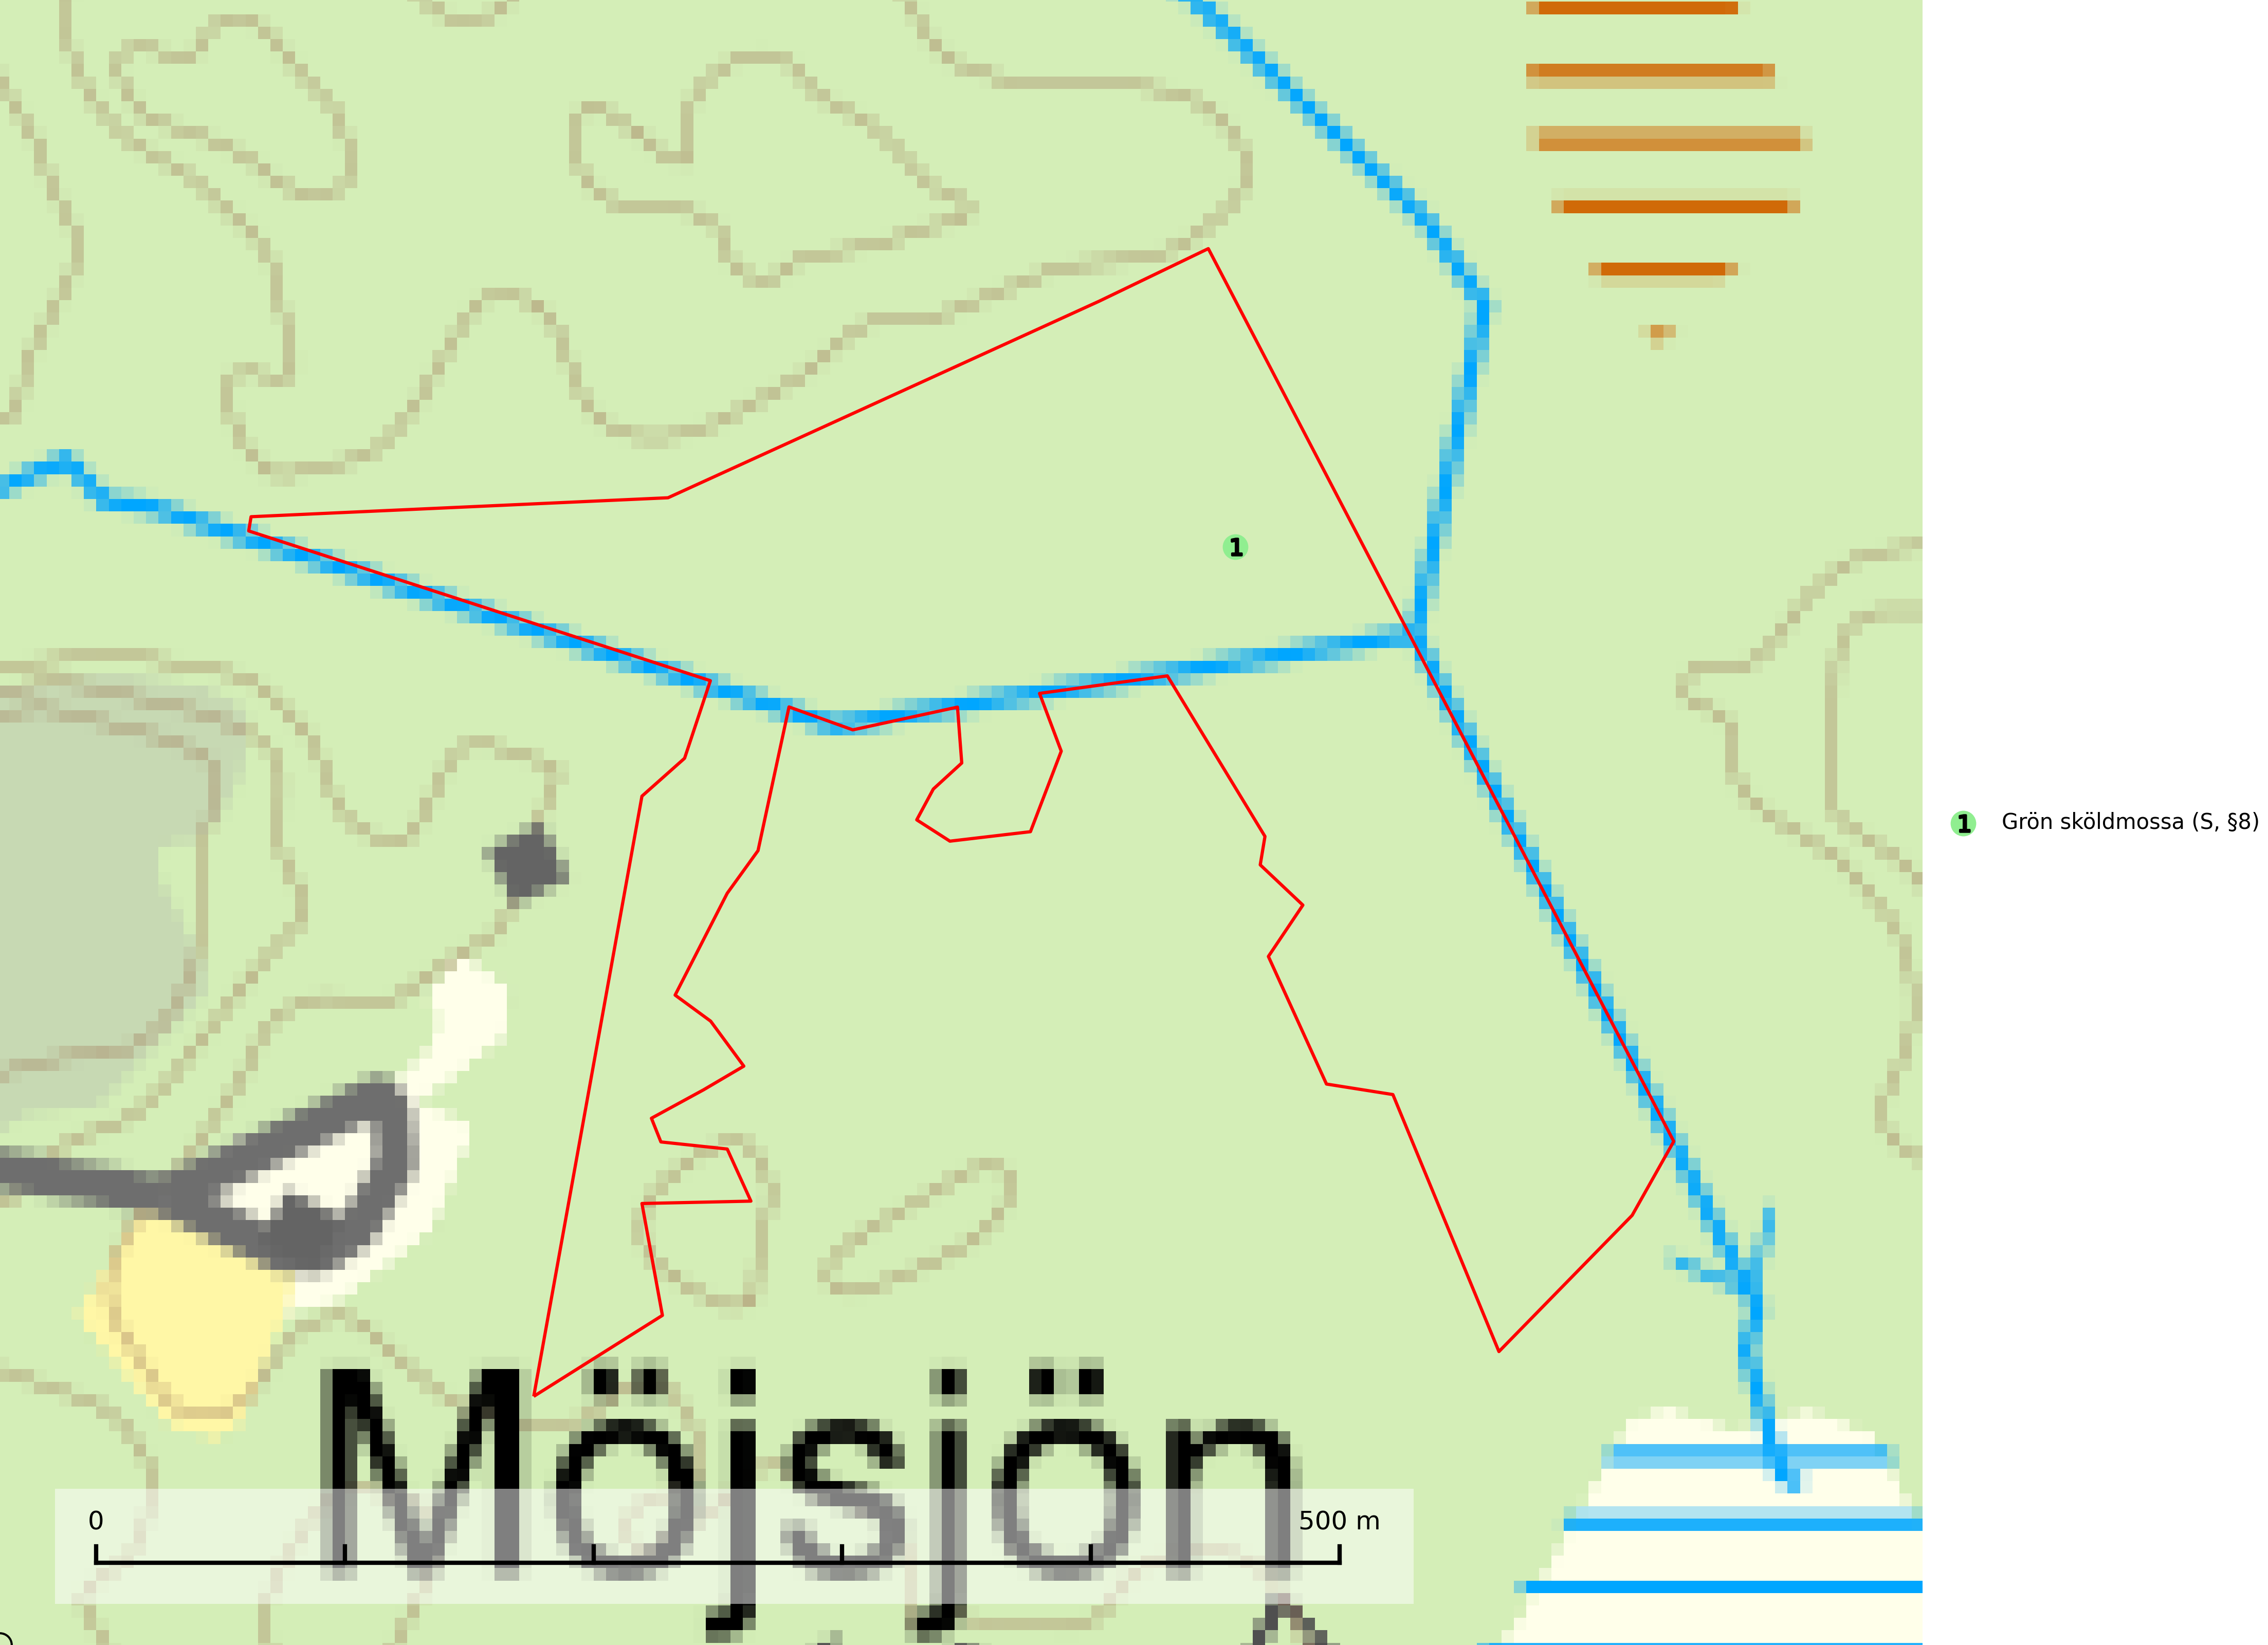 1
1 Grön sköldmossa (S, §8)
Möjsjön
0 500 m